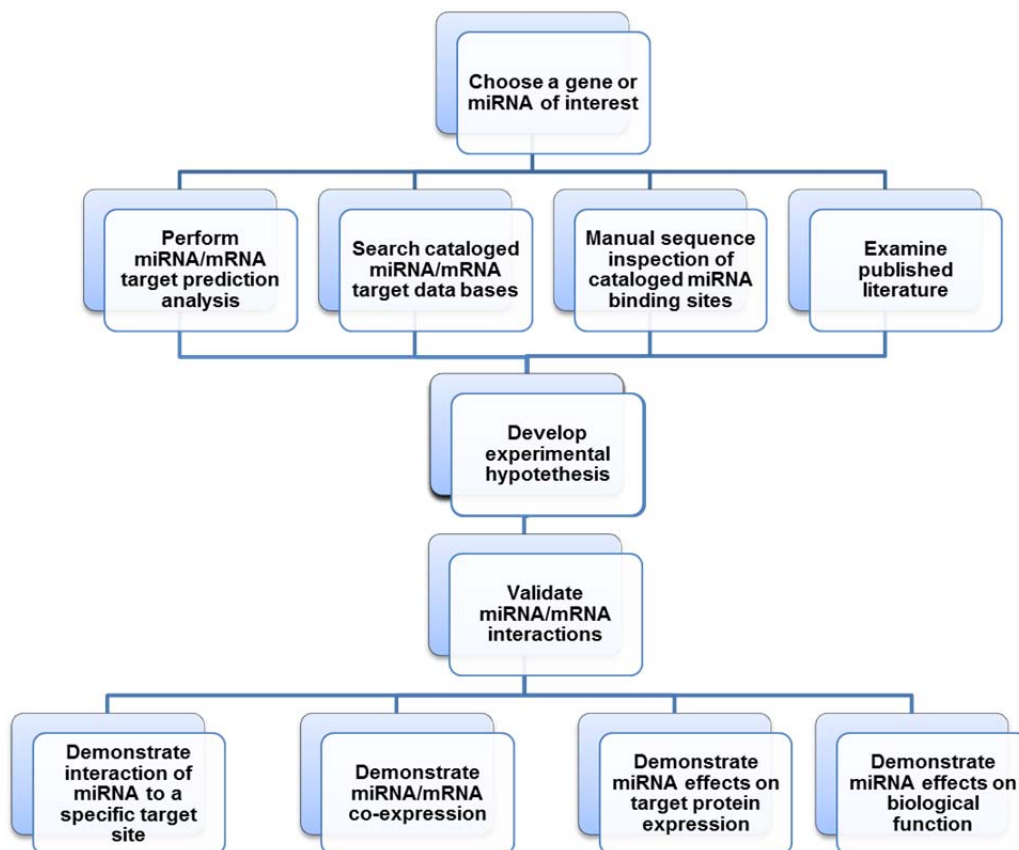 Choose a gene or
miRNA of interest
Perform
miRNA/mRNA
target prediction
analysis
Search cataloged
miRNA/mRNA
target data bases
Manual sequence
inspection of
cataloged miRNA
binding sites
Examine
published
literature
Develop
experimental
hypotethesis
Validate
miRNA/mRNA
interactions
Demonstrate
interaction of
miRNA to a
specific target
site
Demonstrate
miRNA/mRNA
co-expression
Demonstrate
miRNA effects on
target protein
expression
Demonstrate
miRNA effects on
biological
function